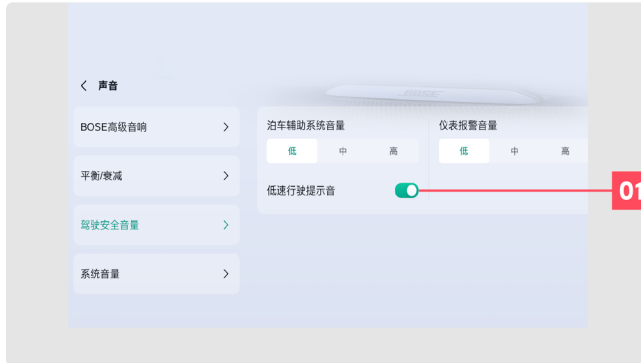 声音
BOSE高级音响
平衡/衰减
驾驶安全音量
系统音量
泊车辅助系统音量
低 中 高
低速行驶提示音
仪表报警音量
低 中 高
01